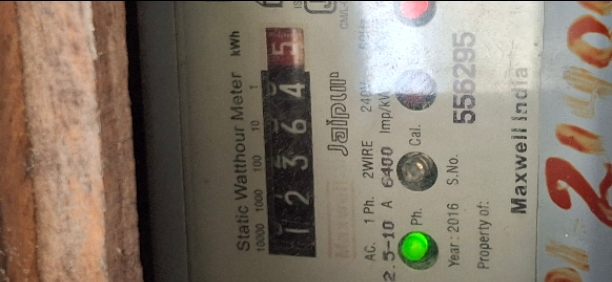 Static Watthour Meter kWh
10000 1000 100 10 1
1 2 3 6 4 5
Jaipur
AC. 1 Ph. 2WIRE 240V
2.5-10 A 6400 Imp/kW
Ph. Cal.
Year: 2016 S.No. 556295
Property of:
Maxwell India